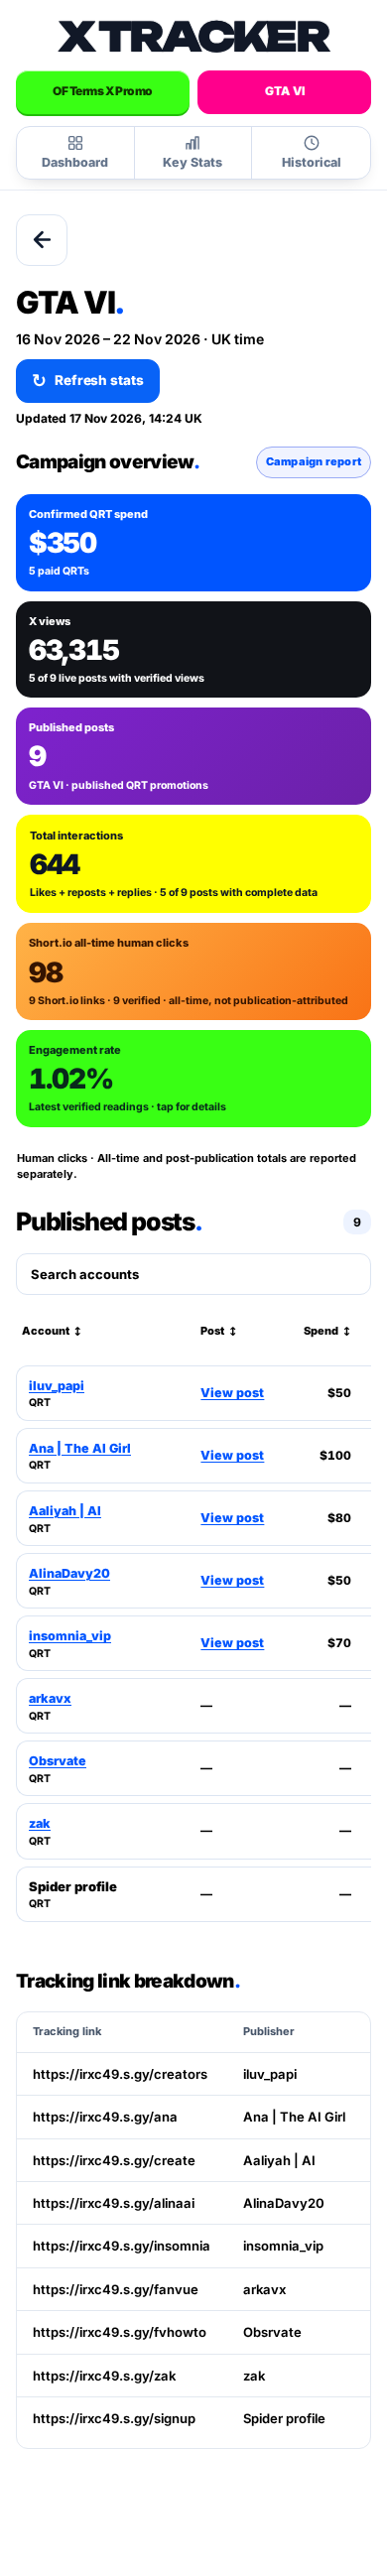 X TRACKER
OF Terms X Promo
GTA VI
Dashboard
Key Stats
Historical
←
GTA VI.
16 Nov 2026 – 22 Nov 2026 · UK time
↻ Refresh stats
Updated 17 Nov 2026, 14:24 UK
Campaign overview.
Campaign report
Confirmed QRT spend
$350
5 paid QRTs
X views
63,315
5 of 9 live posts with verified views
Published posts
9
GTA VI · published QRT promotions
Total interactions
644
Likes + reposts + replies · 5 of 9 posts with complete data
Short.io all-time human clicks
98
9 Short.io links · 9 verified · all-time, not publication-attributed
Engagement rate
1.02%
Latest verified readings · tap for details
Human clicks · All-time and post-publication totals are reported
separately.
Published posts.
9
Search accounts
Account ↕ Post ↕ Spend ↕
iluv_papi
QRT
View post
$50
Ana | The AI Girl
QRT
View post
$100
Aaliyah | AI
QRT
View post
$80
AlinaDavy20
QRT
View post
$50
insomnia_vip
QRT
View post
$70
arkavx
QRT
—
—
Obsrvate
QRT
—
—
zak
QRT
—
—
Spider profile
QRT
—
—
Tracking link breakdown.
Tracking link Publisher
https://irxc49.s.gy/creators iluv_papi
https://irxc49.s.gy/ana Ana | The AI Girl
https://irxc49.s.gy/create Aaliyah | AI
https://irxc49.s.gy/alinaai AlinaDavy20
https://irxc49.s.gy/insomnia insomnia_vip
https://irxc49.s.gy/fanvue arkavx
https://irxc49.s.gy/fvhowto Obsrvate
https://irxc49.s.gy/zak zak
https://irxc49.s.gy/signup Spider profile